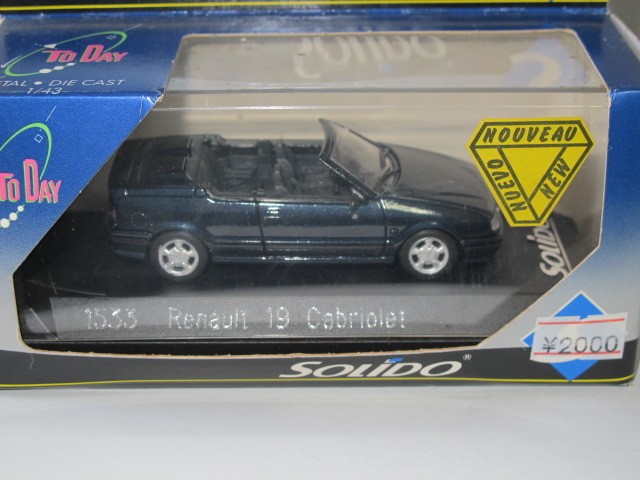 TO DAY
SOLIDO
METAL • DIE CAST
1/43
TO DAY
NOUVEAU
NUEVO
NEW
SOLIDO
1533 Renault 19 Cabriolet
¥2000
SOLIDO®